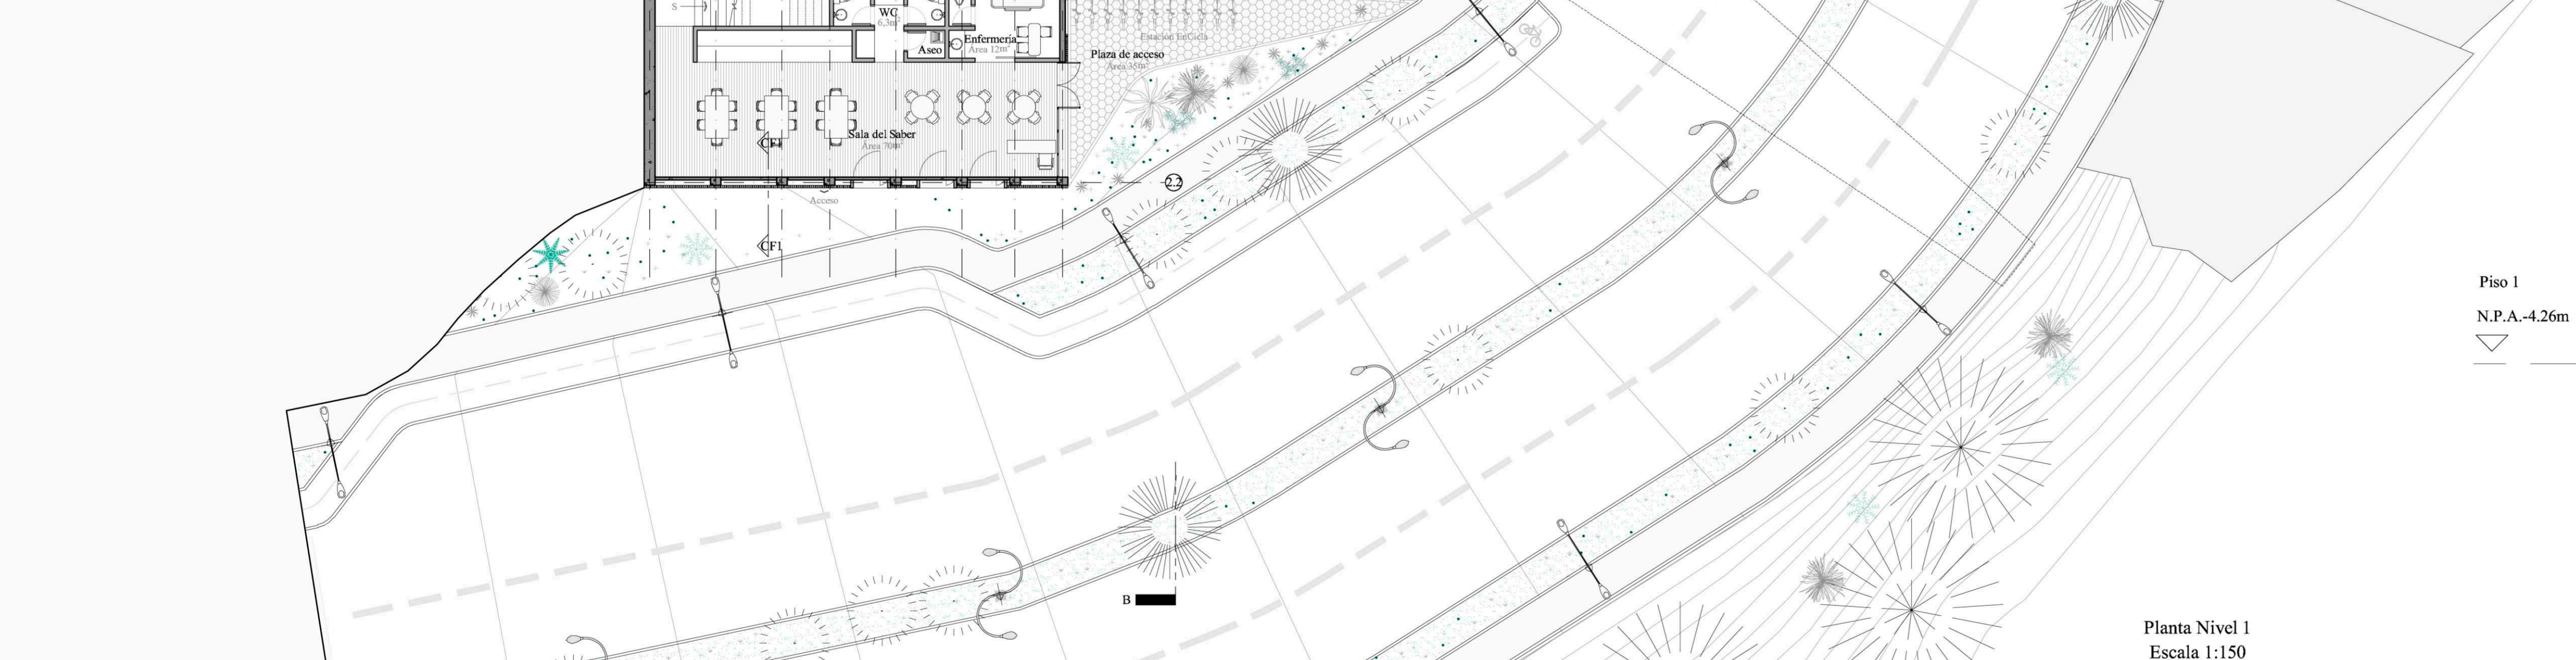 S
WC
6,3m²
Aseo
Enfermería
Área 12m²
Estación EnCicla
Plaza de acceso
Área 35m²
Sala del Saber
Área 70m²
CF1
2.2
Acceso
CF1
Piso 1
N.P.A.-4.26m
B
Planta Nivel 1
Escala 1:150